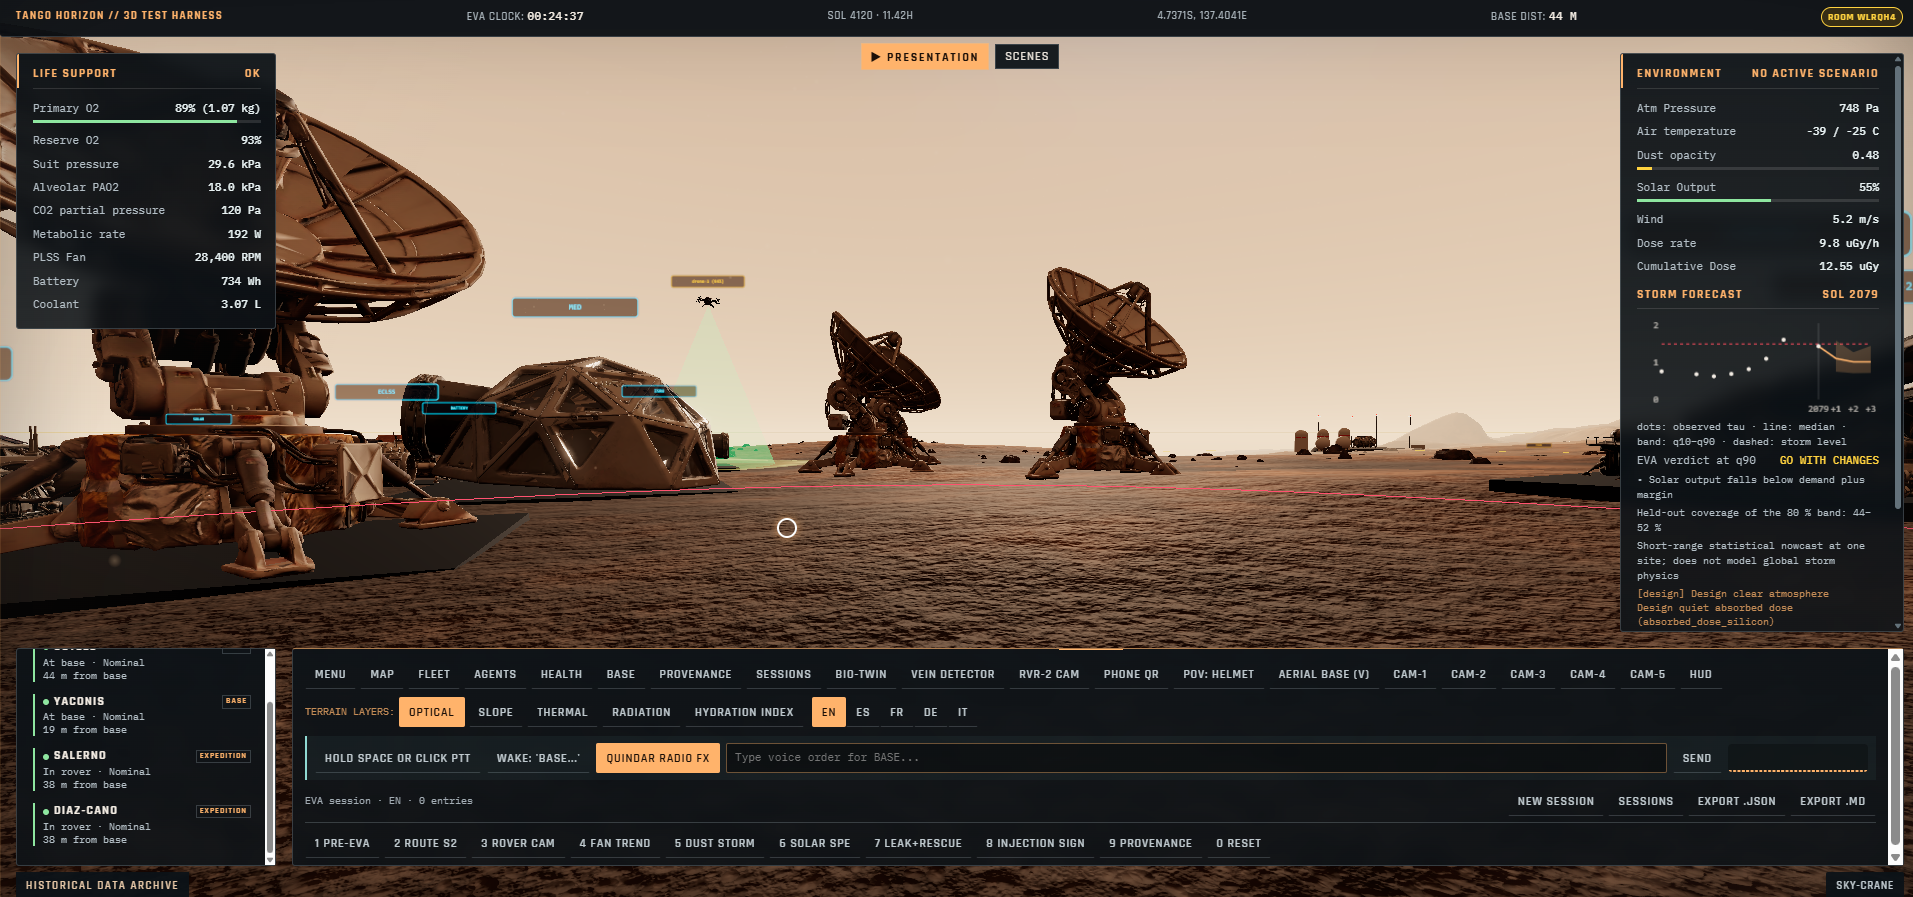 TANGO HORIZON // 3D TEST HARNESS
EVA CLOCK: 00:24:37
SOL 4120 · 11.42H
4.7371S, 137.4041E
BASE DIST: 44 M
ROOM WLRQH4
▶ PRESENTATION
SCENES
LIFE SUPPORT OK
Primary O2 89% (1.07 kg)
Reserve O2 93%
Suit pressure 29.6 kPa
Alveolar PAO2 18.0 kPa
CO2 partial pressure 120 Pa
Metabolic rate 192 W
PLSS Fan 28,400 RPM
Battery 734 Wh
Coolant 3.07 L
MED
ECLSS
BATTERY
ENVIRONMENT NO ACTIVE SCENARIO
Atm Pressure 748 Pa
Air temperature -39 / -25 C
Dust opacity 0.48
Solar Output 55%
Wind 5.2 m/s
Dose rate 9.8 uGy/h
Cumulative Dose 12.55 uGy
STORM FORECAST SOL 2079
2
1
0
2079 +1 +2 +3
dots: observed tau · line: median ·
band: q10-q90 · dashed: storm level
EVA verdict at q90 GO WITH CHANGES
- Solar output falls below demand plus
margin
Held-out coverage of the 80 % band: 44-
52 %
Short-range statistical nowcast at one
site; does not model global storm
physics
[design] Design clear atmosphere
Design quiet absorbed dose
(absorbed_dose_silicon)
At base · Nominal
44 m from base
YACONIS BASE
At base · Nominal
19 m from base
SALERNO EXPEDITION
In rover · Nominal
38 m from base
DIAZ-CANO EXPEDITION
In rover · Nominal
38 m from base
MENU MAP FLEET AGENTS HEALTH BASE PROVENANCE SESSIONS BIO-TWIN VEIN DETECTOR RVR-2 CAM PHONE QR POV: HELMET AERIAL BASE (V) CAM-1 CAM-2 CAM-3 CAM-4 CAM-5 HUD
TERRAIN LAYERS: OPTICAL SLOPE THERMAL RADIATION HYDRATION INDEX EN ES FR DE IT
HOLD SPACE OR CLICK PTT WAKE: 'BASE...' QUINDAR RADIO FX Type voice order for BASE... SEND
EVA session · EN · 0 entries NEW SESSION SESSIONS EXPORT .JSON EXPORT .MD
1 PRE-EVA 2 ROUTE S2 3 ROVER CAM 4 FAN TREND 5 DUST STORM 6 SOLAR SPE 7 LEAK+RESCUE 8 INJECTION SIGN 9 PROVENANCE 0 RESET
HISTORICAL DATA ARCHIVE
SKY-CRANE